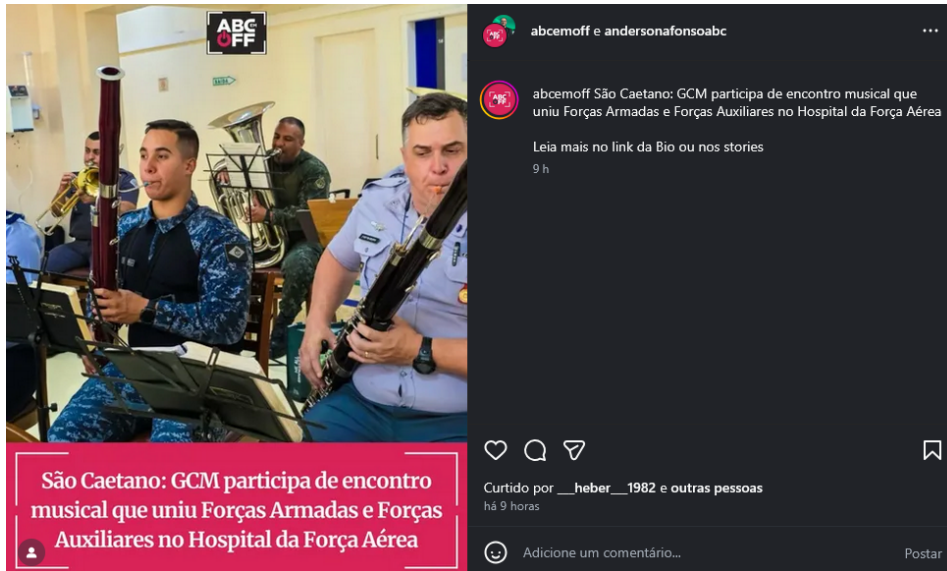 ABC EM
OFF
Saída
São Caetano: GCM participa de encontro
musical que uniu Forças Armadas e Forças
Auxiliares no Hospital da Força Aérea
abcemoff e andersonafonsoabc
abcemoff São Caetano: GCM participa de encontro musical que
uniu Forças Armadas e Forças Auxiliares no Hospital da Força Aérea
Leia mais no link da Bio ou nos stories
9 h
Curtido por ___heber___1982 e outras pessoas
há 9 horas
Adicione um comentário...
Postar